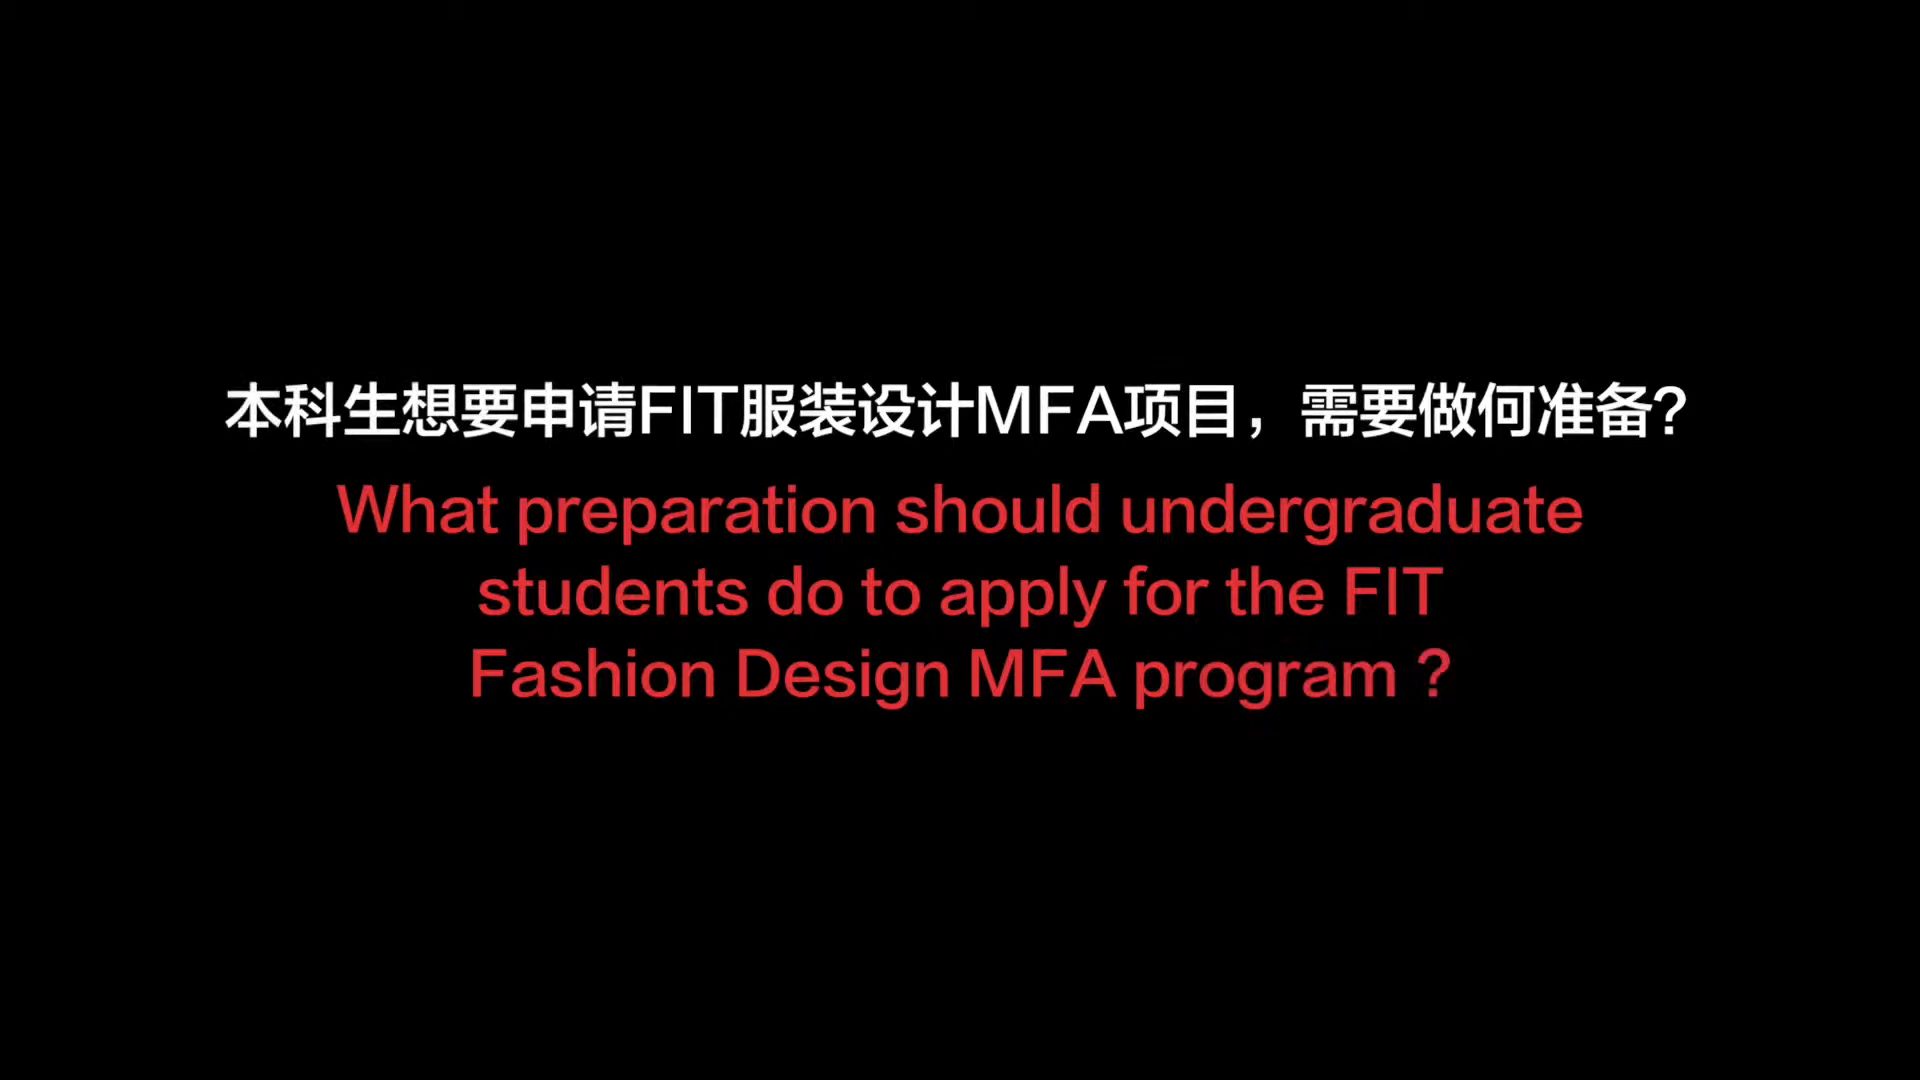 本科生想要申请FIT服装设计MFA项目，需要做何准备?
What preparation should undergraduate
students do to apply for the FIT
Fashion Design MFA program ?